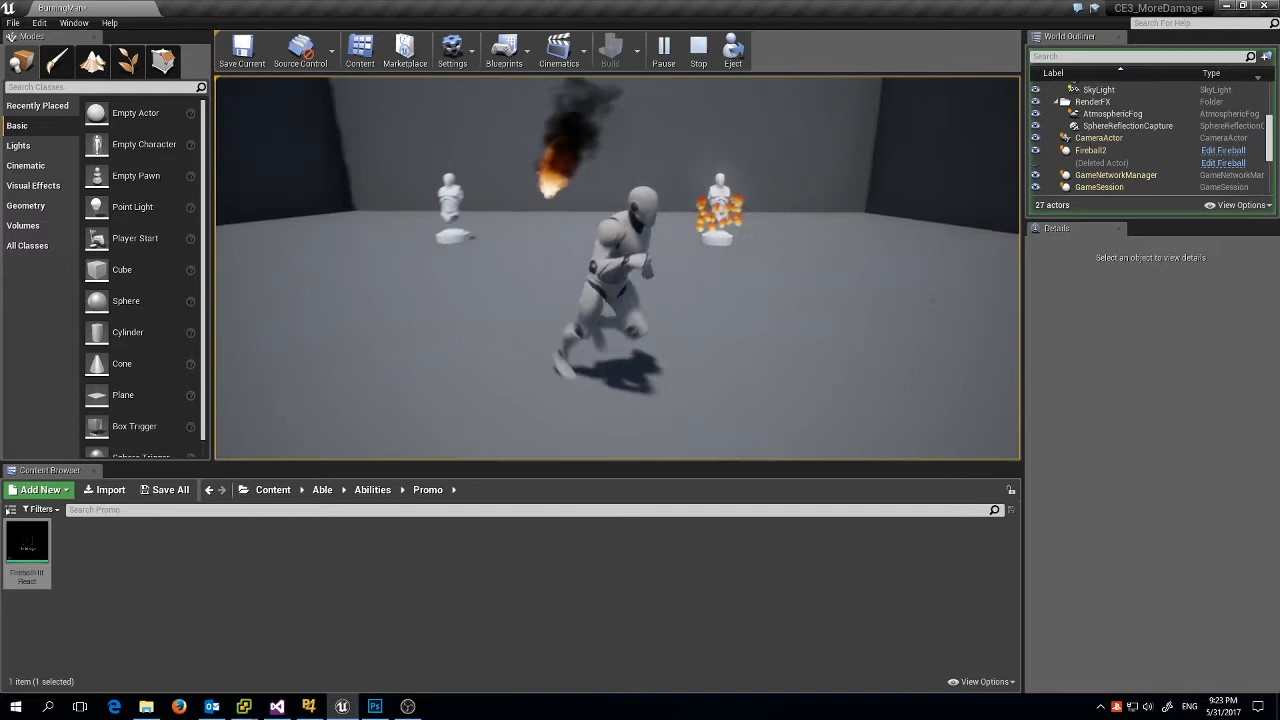 BurningMan*
CE3_MoreDamage
File Edit Window Help
Search For Help
Modes
World Outliner
Save Current Source Control Content Marketplace Settings Blueprints Cinematics Build Pause Stop Eject
Search
Search Classes
Label Type
Recently Placed
Basic
Lights
Cinematic
Visual Effects
Geometry
Volumes
All Classes
Empty Actor
Empty Character
Empty Pawn
Point Light
Player Start
Cube
Sphere
Cylinder
Cone
Plane
Box Trigger
Sphere Trigger
SkyLight SkyLight
RenderFX Folder
AtmosphericFog AtmosphericFog
SphereReflectionCapture SphereReflectionC
CameraActor CameraActor
Fireball2 Edit Fireball
(Deleted Actor) Edit Fireball
GameNetworkManager GameNetworkMar
GameSession GameSession
27 actors View Options
Details
Select an object to view details
Content Browser
Add New Import Save All Content Able Abilities Promo
Filters Search Promo
FireballHit
React
1 item (1 selected) View Options
ENG
9:23 PM
5/31/2017